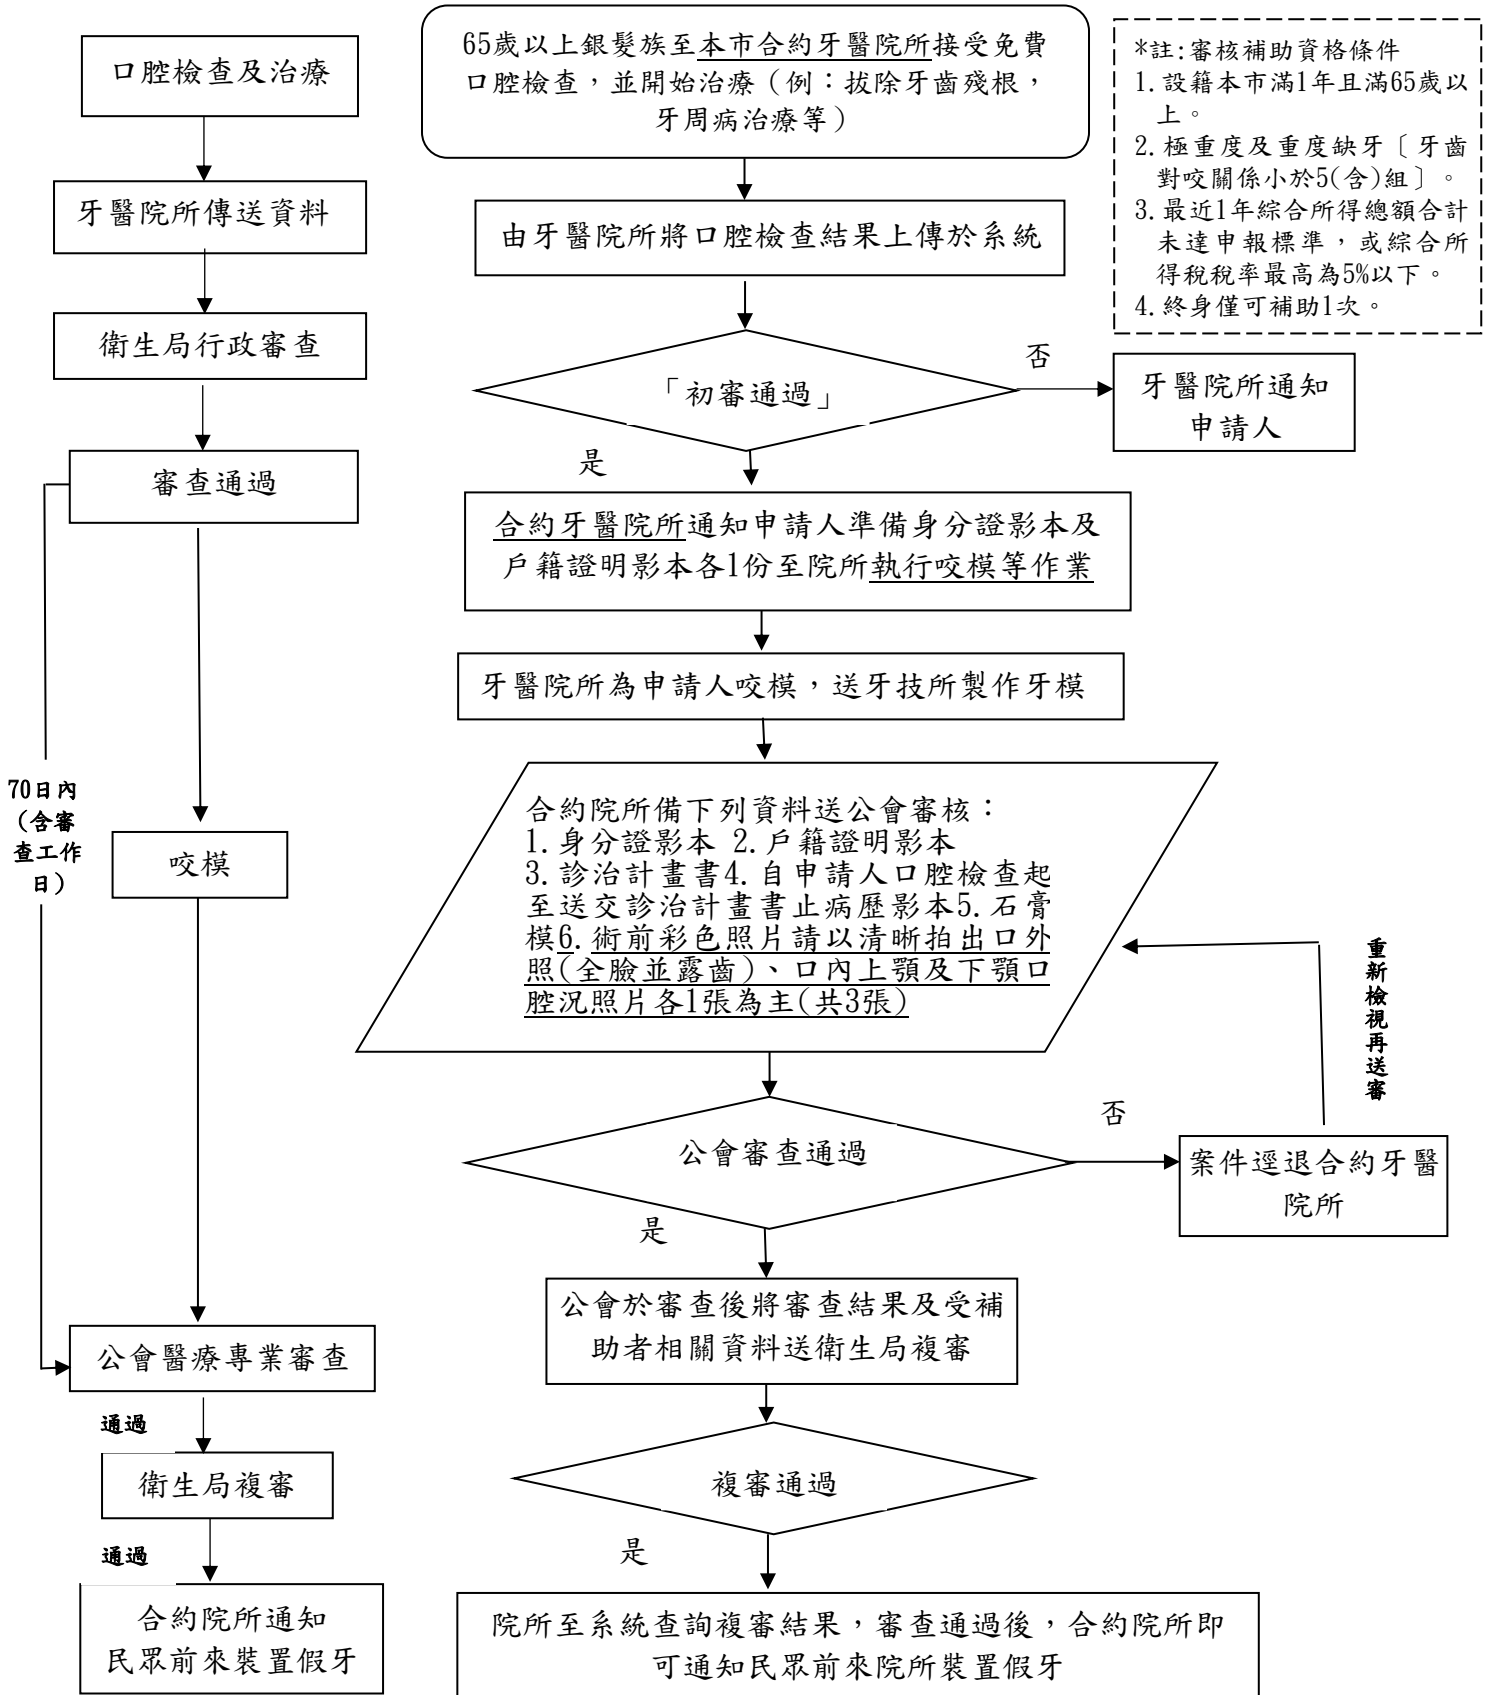 口腔檢查及治療
牙醫院所傳送資料
衛生局行政審查
審查通過
70日內
(含審
查工作
日)
咬模
公會醫療專業審查
通過
衛生局複審
通過
合約院所通知
民眾前來裝置假牙
65歲以上銀髮族至本市合約牙醫院所接受免費
口腔檢查，並開始治療（例：拔除牙齒殘根，
牙周病治療等）
由牙醫院所將口腔檢查結果上傳於系統
「初審通過」
否
牙醫院所通知
申請人
是
合約牙醫院所通知申請人準備身分證影本及
戶籍證明影本各1份至院所執行咬模等作業
牙醫院所為申請人咬模，送牙技所製作牙模
合約院所備下列資料送公會審核：
1.身分證影本 2.戶籍證明影本
3.診治計畫書4.自申請人口腔檢查起
至送交診治計畫書止病歷影本5.石膏
模6.術前彩色照片請以清晰拍出口外
照(全臉並露齒)、口內上顎及下顎口
腔況照片各1張為主(共3張)
重新檢視再送審
公會審查通過
否
案件逕退合約牙醫
院所
是
公會於審查後將審查結果及受補
助者相關資料送衛生局複審
複審通過
是
院所至系統查詢複審結果，審查通過後，合約院所即
可通知民眾前來院所裝置假牙
*註:審核補助資格條件
1.設籍本市滿1年且滿65歲以
上。
2.極重度及重度缺牙〔牙齒
對咬關係小於5(含)組〕。
3.最近1年綜合所得總額合計
未達申報標準，或綜合所
得稅稅率最高為5%以下。
4.終身僅可補助1次。